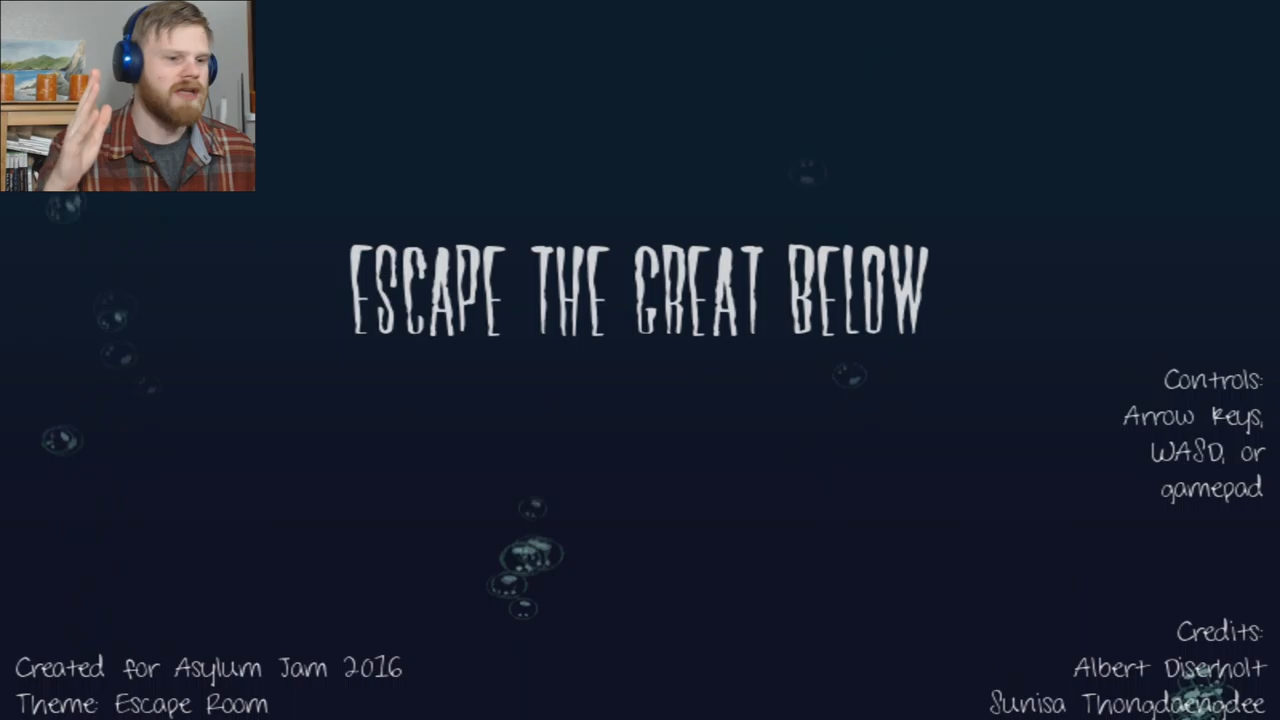 ESCAPE THE GREAT BELOW
Controls:
Arrow keys,
WASD, or
gamepad
Credits:
Albert Diserholt
Sunisa Thongdaengdee
Created for Asylum Jam 2016
Theme: Escape Room